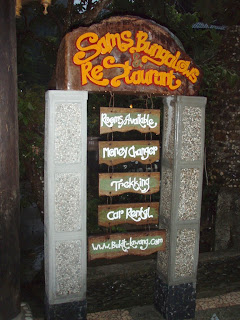 Sams Bungalows
ReStaurant
Rooms Available
Money Changer
Trekking
Car Rental
www.Bukit-Lawang.com